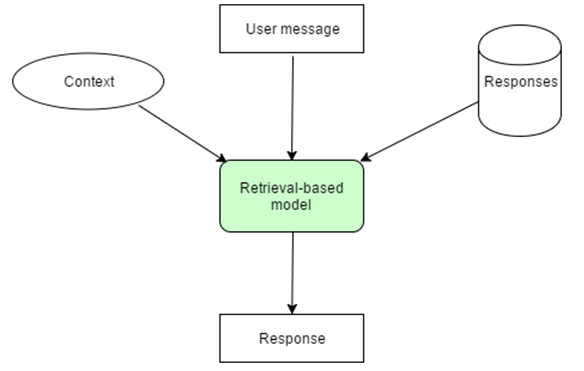 User message
Context
Responses
Retrieval-based
model
Response